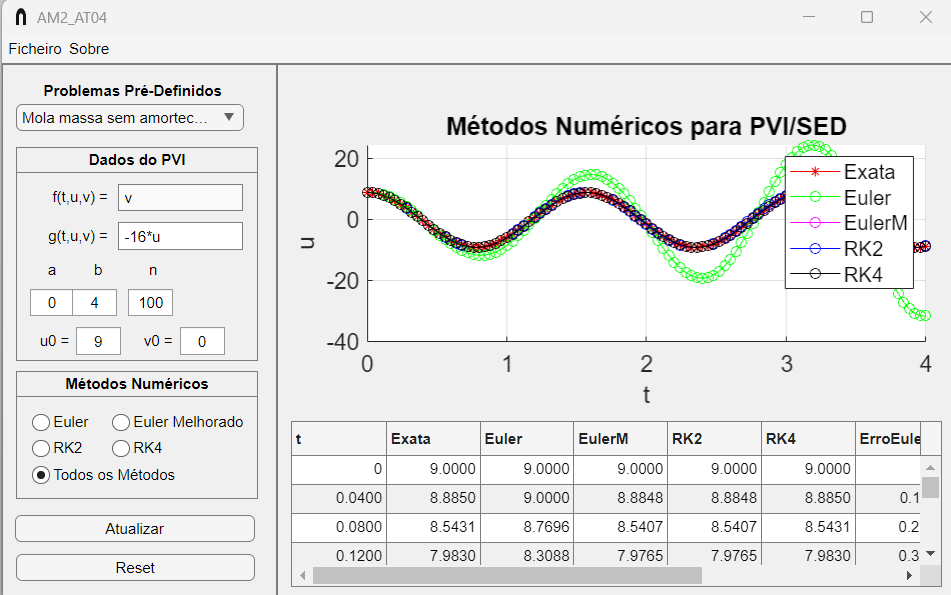 AM2_AT04
Ficheiro Sobre
Problemas Pré-Definidos
Mola massa sem amortec...
Dados do PVI
f(t,u,v) = v
g(t,u,v) = -16*u
a b n
0 4 100
u0 = 9 v0 = 0
Métodos Numéricos
Euler Euler Melhorado
RK2 RK4
Todos os Métodos
Atualizar
Reset
Métodos Numéricos para PVI/SED
u
20
0
-20
-40
0 1 2 3 4
t
Exata
Euler
EulerM
RK2
RK4
t Exata Euler EulerM RK2 RK4 ErroEule
0 9.0000 9.0000 9.0000 9.0000 9.0000
0.0400 8.8850 9.0000 8.8848 8.8848 8.8850 0.1
0.0800 8.5431 8.7696 8.5407 8.5407 8.5431 0.2
0.1200 7.9830 8.3088 7.9765 7.9765 7.9830 0.3